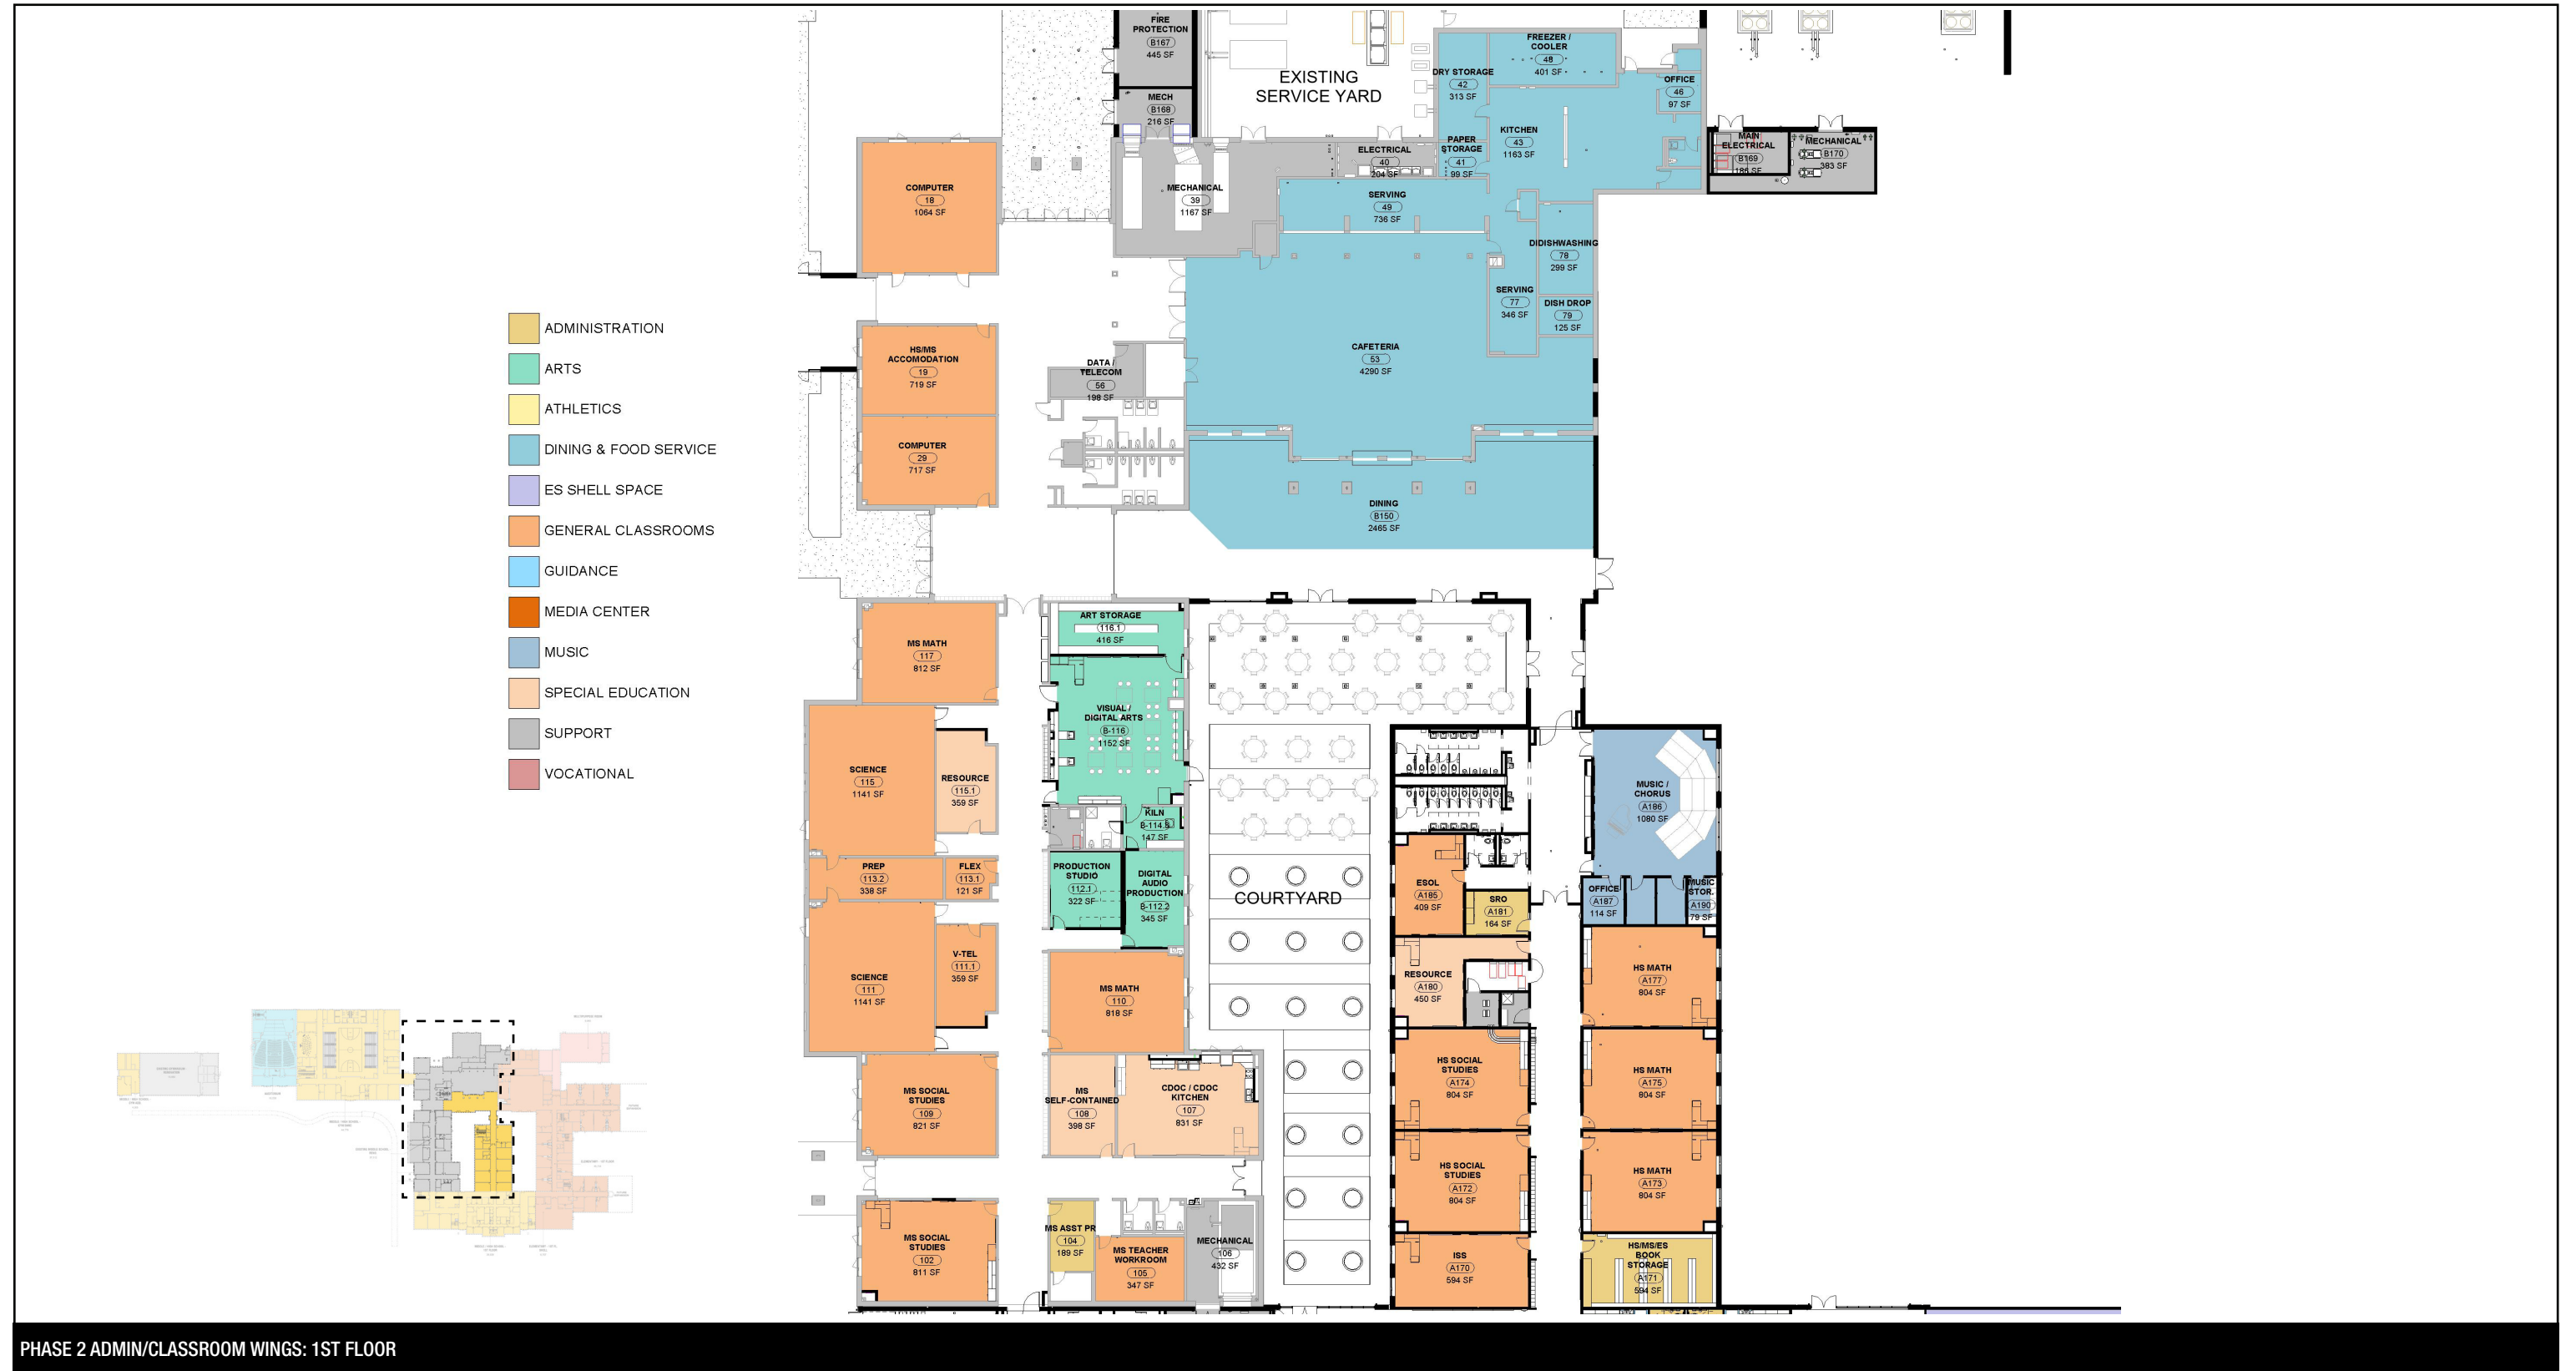 FIRE
PROTECTION
B167
445 SF
MECH
B168
216 SF
EXISTING
SERVICE YARD
DRY STORAGE
42
313 SF
FREEZER /
COOLER
48
401 SF
OFFICE
46
97 SF
KITCHEN
43
1163 SF
PAPER
STORAGE
41
99 SF
ELECTRICAL
40
204 SF
MAIN
ELECTRICAL
B169
186 SF
MECHANICAL
B170
383 SF
COMPUTER
18
1064 SF
MECHANICAL
39
1167 SF
SERVING
49
736 SF
DIDISHWASHING
78
299 SF
SERVING
77
346 SF
DISH DROP
79
125 SF
HS/MS
ACCOMODATION
19
719 SF
DATA /
TELECOM
56
198 SF
CAFETERIA
53
4290 SF
COMPUTER
29
717 SF
DINING
B150
2465 SF
ADMINISTRATION
ARTS
ATHLETICS
DINING & FOOD SERVICE
ES SHELL SPACE
GENERAL CLASSROOMS
GUIDANCE
MEDIA CENTER
MUSIC
SPECIAL EDUCATION
SUPPORT
VOCATIONAL
MS MATH
117
812 SF
ART STORAGE
116.1
416 SF
VISUAL /
DIGITAL ARTS
B-116
1152 SF
SCIENCE
115
1141 SF
RESOURCE
115.1
359 SF
KILN
B-114.3
147 SF
PREP
113.2
338 SF
FLEX
113.1
121 SF
PRODUCTION
STUDIO
112.1
322 SF
DIGITAL
AUDIO
PRODUCTION
B-112.2
345 SF
SCIENCE
111
1141 SF
V-TEL
111.1
359 SF
MS MATH
110
818 SF
MS SOCIAL
STUDIES
109
821 SF
MS
SELF-CONTAINED
108
398 SF
CDOC / CDOC
KITCHEN
107
831 SF
MS SOCIAL
STUDIES
102
811 SF
MS ASST PR
104
189 SF
MS TEACHER
WORKROOM
105
347 SF
MECHANICAL
106
432 SF
COURTYARD
MUSIC /
CHORUS
A186
1080 SF
ESOL
A185
409 SF
SRO
A181
164 SF
OFFICE
A187
114 SF
MUSIC
STOR.
A190
79 SF
RESOURCE
A180
450 SF
HS MATH
A177
804 SF
HS SOCIAL
STUDIES
A174
804 SF
HS MATH
A175
804 SF
HS SOCIAL
STUDIES
A172
804 SF
HS MATH
A173
804 SF
ISS
A170
594 SF
HS/MS/ES
BOOK
STORAGE
A171
594 SF
PHASE 2 ADMIN/CLASSROOM WINGS: 1ST FLOOR